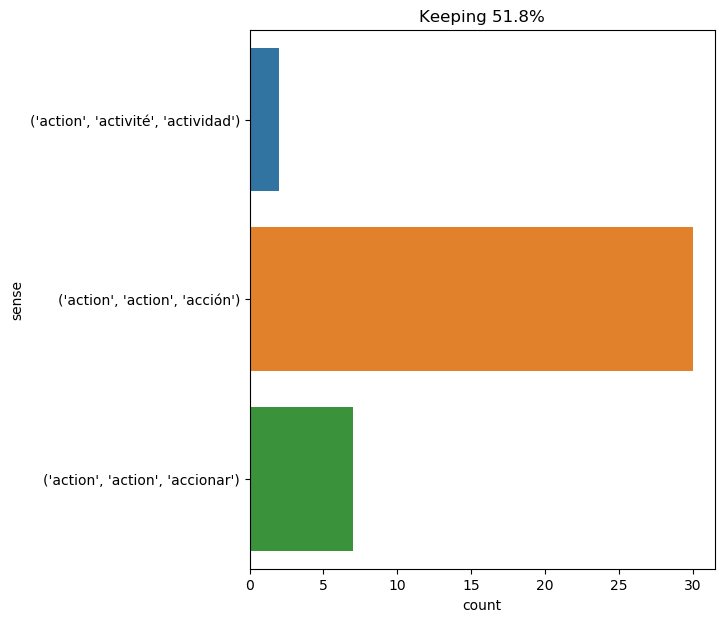 Keeping 51.8%
('action', 'activité', 'actividad')
('action', 'action', 'acción')
('action', 'action', 'accionar')
sense
0 5 10 15 20 25 30
count